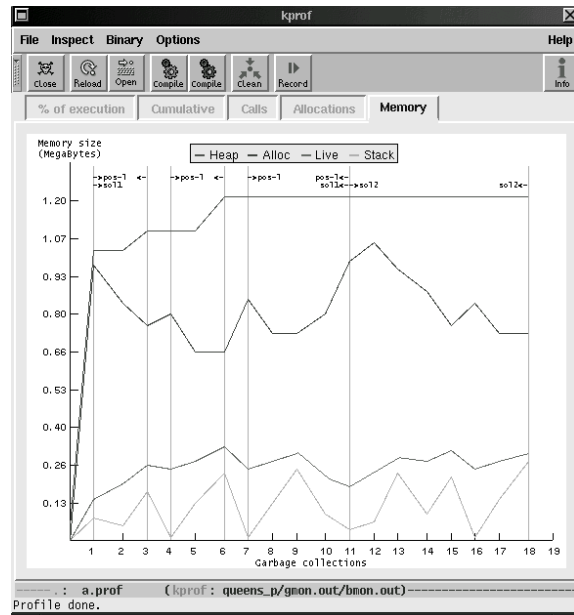 kprof
File Inspect Binary Options Help
Close Reload Open Compile Compile Clean Record Info
% of execution Cumulative Calls Allocations Memory
Memory size
(MegaBytes)
Heap Alloc Live Stack
->pos-1 <- ->pos-1 <- ->pos-1 pos-1<-
->sol1 sol1<-->sol2 sol2<-
1.20
1.07
0.93
0.80
0.66
0.53
0.40
0.26
0.13
1 2 3 4 5 6 7 8 9 10 11 12 13 14 15 16 17 18 19
Garbage collections
-----.: a.prof (kprof: queens_p/gmon.out/bmon.out)--------------------
Profile done.